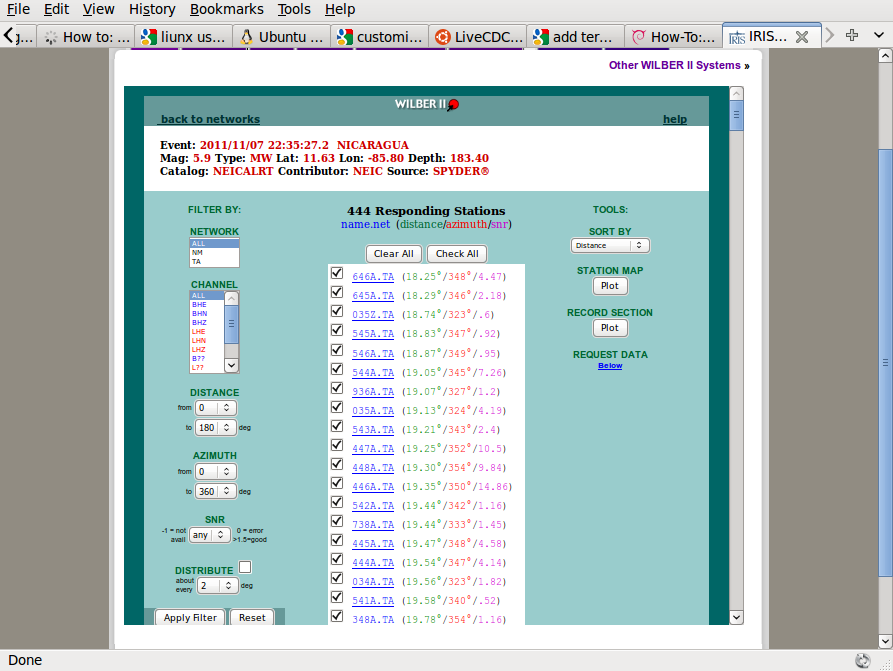 File Edit View History Bookmarks Tools Help
g... How to: ... liunx us... Ubuntu ... customi... LiveCDC... add ter... How-To:... IRIS...
Other WILBER II Systems »
WILBER II
back to networks help
Event: 2011/11/07 22:35:27.2 NICARAGUA
Mag: 5.9 Type: MW Lat: 11.63 Lon: -85.80 Depth: 183.40
Catalog: NEICALRT Contributor: NEIC Source: SPYDER®
FILTER BY:
NETWORK
ALL
NM
TA
CHANNEL
ALL
BHE
BHN
BHZ
LHE
LHN
LHZ
B??
L??
DISTANCE
from 0
to 180 deg
AZIMUTH
from 0
to 360 deg
SNR
-1 = not avail any 0 = error >1.5=good
DISTRIBUTE
about every 2 deg
Apply Filter Reset
444 Responding Stations
name.net (distance/azimuth/snr)
Clear All Check All
646A.TA (18.25°/348°/4.47)
645A.TA (18.29°/346°/2.18)
035Z.TA (18.74°/323°/.6)
545A.TA (18.83°/347°/.92)
546A.TA (18.87°/349°/.95)
544A.TA (19.05°/345°/7.26)
936A.TA (19.07°/327°/1.2)
035A.TA (19.13°/324°/4.19)
543A.TA (19.21°/343°/2.4)
447A.TA (19.25°/352°/10.5)
448A.TA (19.30°/354°/9.84)
446A.TA (19.35°/350°/14.86)
542A.TA (19.44°/342°/1.16)
738A.TA (19.44°/333°/1.45)
445A.TA (19.47°/348°/4.58)
444A.TA (19.54°/347°/4.14)
034A.TA (19.56°/323°/1.82)
541A.TA (19.58°/340°/.52)
348A.TA (19.78°/354°/1.16)
TOOLS:
SORT BY
Distance
STATION MAP
Plot
RECORD SECTION
Plot
REQUEST DATA
Below
Done